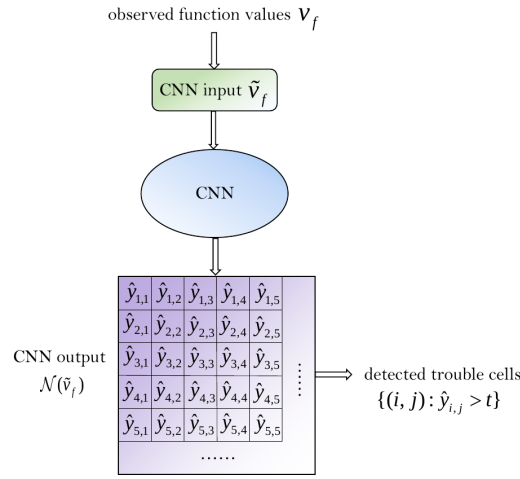 observed function values v_f
CNN input ṽ_f
CNN
ŷ_{1,1} ŷ_{1,2} ŷ_{1,3} ŷ_{1,4} ŷ_{1,5}
ŷ_{2,1} ŷ_{2,2} ŷ_{2,3} ŷ_{2,4} ŷ_{2,5}
ŷ_{3,1} ŷ_{3,2} ŷ_{3,3} ŷ_{3,4} ŷ_{3,5}
ŷ_{4,1} ŷ_{4,2} ŷ_{4,3} ŷ_{4,4} ŷ_{4,5}
ŷ_{5,1} ŷ_{5,2} ŷ_{5,3} ŷ_{5,4} ŷ_{5,5}
......
......
CNN output
𝒩(ṽ_f)
detected trouble cells
{(i, j): ŷ_{i,j} > t}